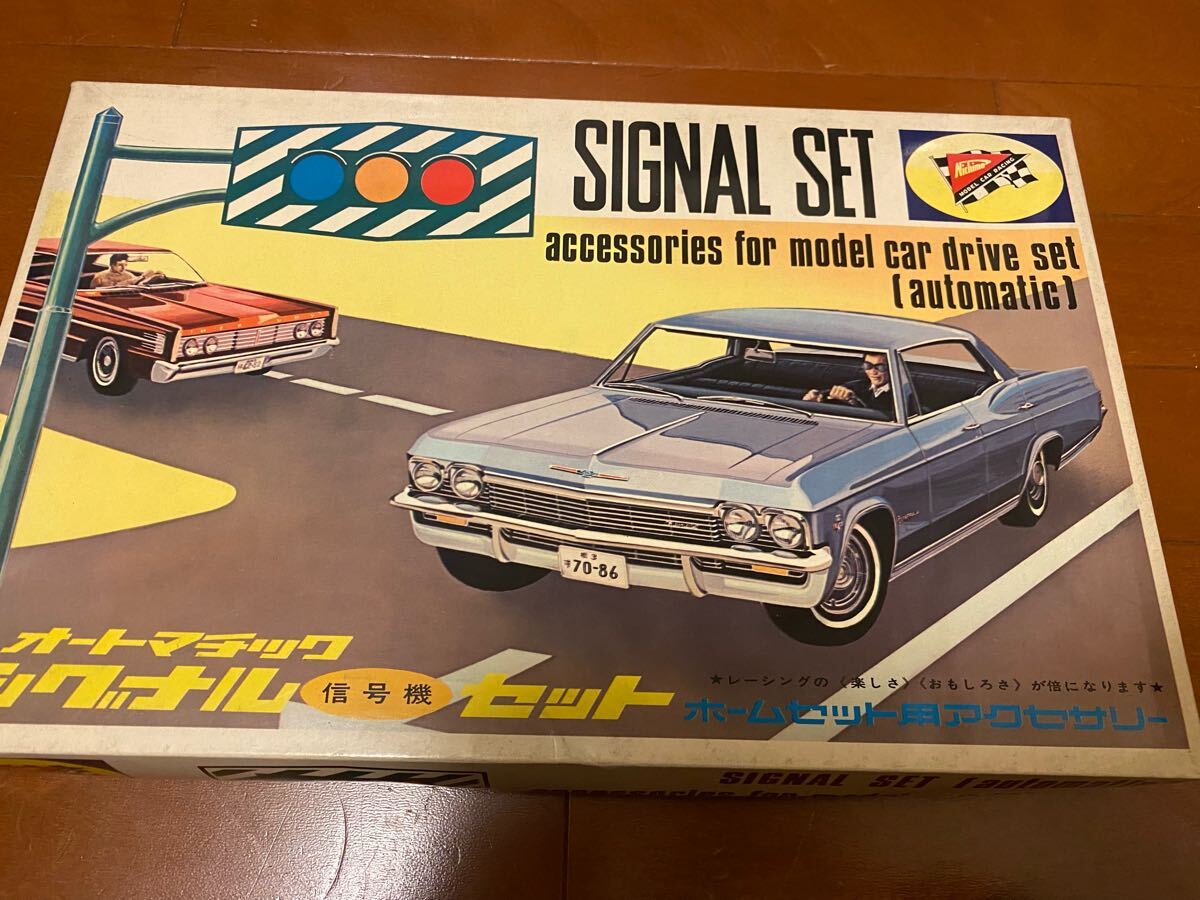 SIGNAL SET
Nichimo
MODEL CAR RACING
accessories for model car drive set
(automatic)
70-86
オートマチック
シグナル 信号機 セット
★レーシングの〈楽しさ〉〈おもしろさ〉が倍になります★
ホームセット用アクセサリー
SIGNAL SET (automatic
accessories for